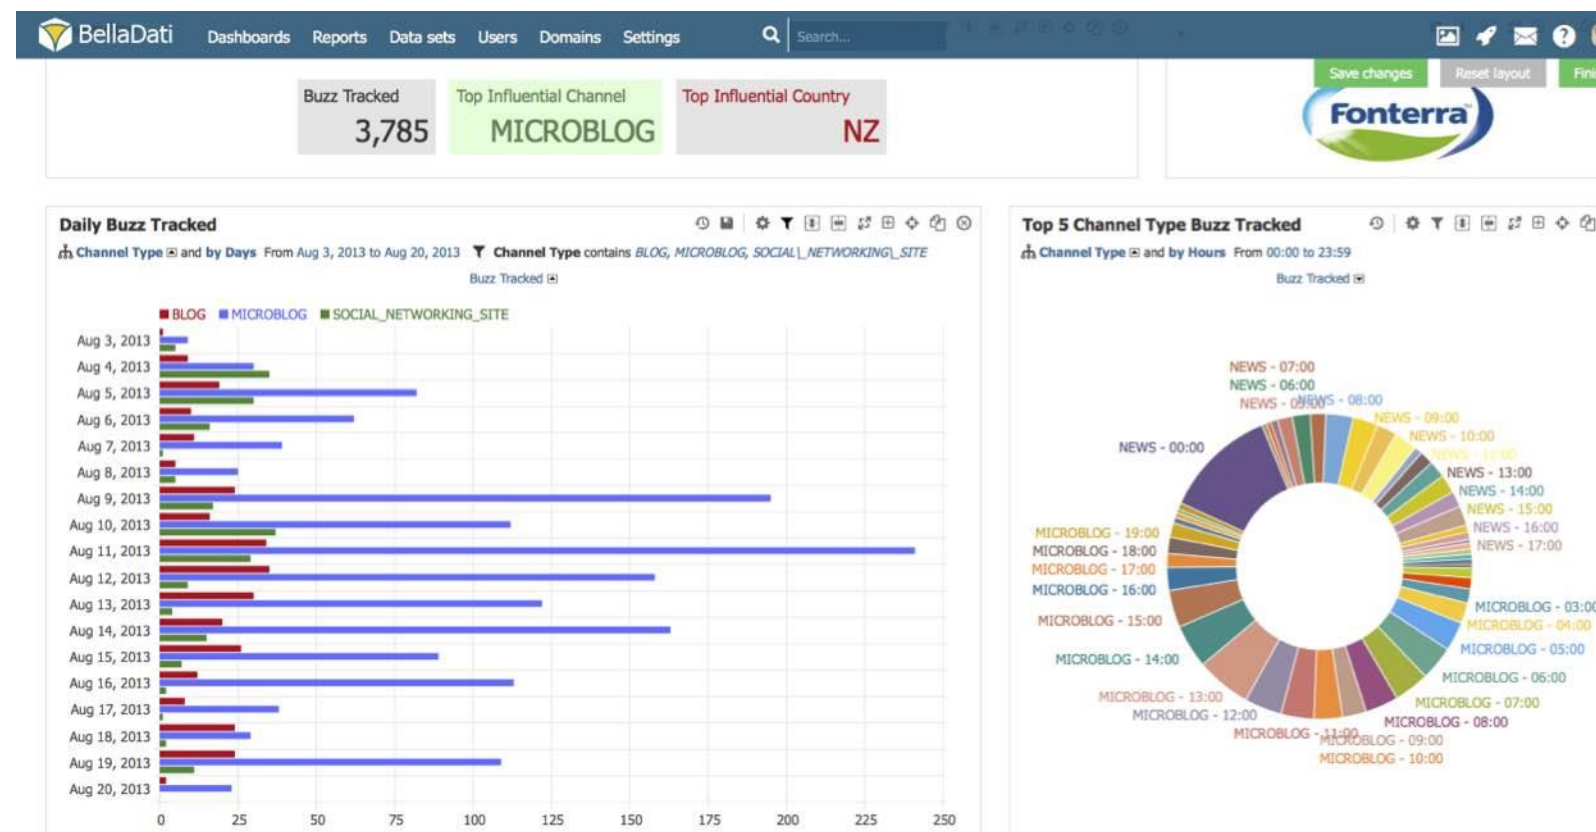 BellaDati Dashboards Reports Data sets Users Domains Settings Search... ?
Save changes Reset layout
Buzz Tracked Top Influential Channel Top Influential Country
3,785 MICROBLOG NZ
Fonterra
Daily Buzz Tracked
Channel Type and by Days From Aug 3, 2013 to Aug 20, 2013 Channel Type contains BLOG, MICROBLOG, SOCIAL\_NETWORKING\_SITE
Buzz Tracked
BLOG MICROBLOG SOCIAL_NETWORKING_SITE
Aug 3, 2013
Aug 4, 2013
Aug 5, 2013
Aug 6, 2013
Aug 7, 2013
Aug 8, 2013
Aug 9, 2013
Aug 10, 2013
Aug 11, 2013
Aug 12, 2013
Aug 13, 2013
Aug 14, 2013
Aug 15, 2013
Aug 16, 2013
Aug 17, 2013
Aug 18, 2013
Aug 19, 2013
Aug 20, 2013
0 25 50 75 100 125 150 175 200 225 250
Top 5 Channel Type Buzz Tracked
Channel Type and by Hours From 00:00 to 23:59
Buzz Tracked
NEWS - 07:00
NEWS - 06:00
NEWS - 08:00
NEWS - 09:00
NEWS - 10:00
NEWS - 00:00
NEWS - 11:00
NEWS - 13:00
NEWS - 14:00
NEWS - 15:00
NEWS - 16:00
NEWS - 17:00
MICROBLOG - 19:00
MICROBLOG - 18:00
MICROBLOG - 17:00
MICROBLOG - 16:00
MICROBLOG - 15:00
MICROBLOG - 14:00
MICROBLOG - 13:00
MICROBLOG - 12:00
MICROBLOG - 11:00
MICROBLOG - 03:00
MICROBLOG - 04:00
MICROBLOG - 05:00
MICROBLOG - 06:00
MICROBLOG - 07:00
MICROBLOG - 08:00
MICROBLOG - 09:00
MICROBLOG - 10:00